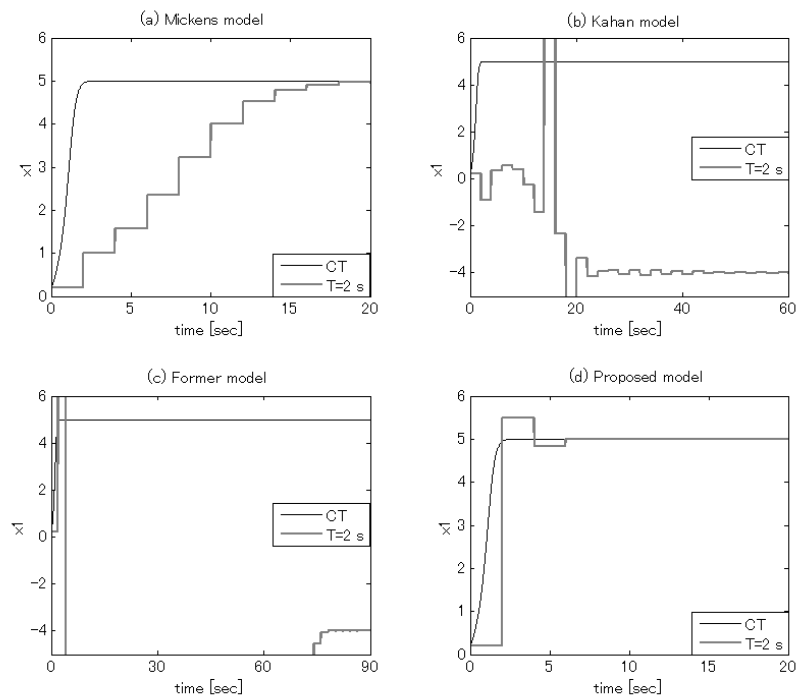 (a) Mickens model
6
5
4
3
2
1
0
x1
CT
T=2 s
0 5 10 15 20
time [sec]
(b) Kahan model
6
4
2
0
-2
-4
x1
CT
T=2 s
0 20 40 60
time [sec]
(c) Former model
6
4
2
0
-2
-4
x1
CT
T=2 s
0 30 60 90
time [sec]
(d) Proposed model
6
5
4
3
2
1
0
x1
CT
T=2 s
0 5 10 15 20
time [sec]